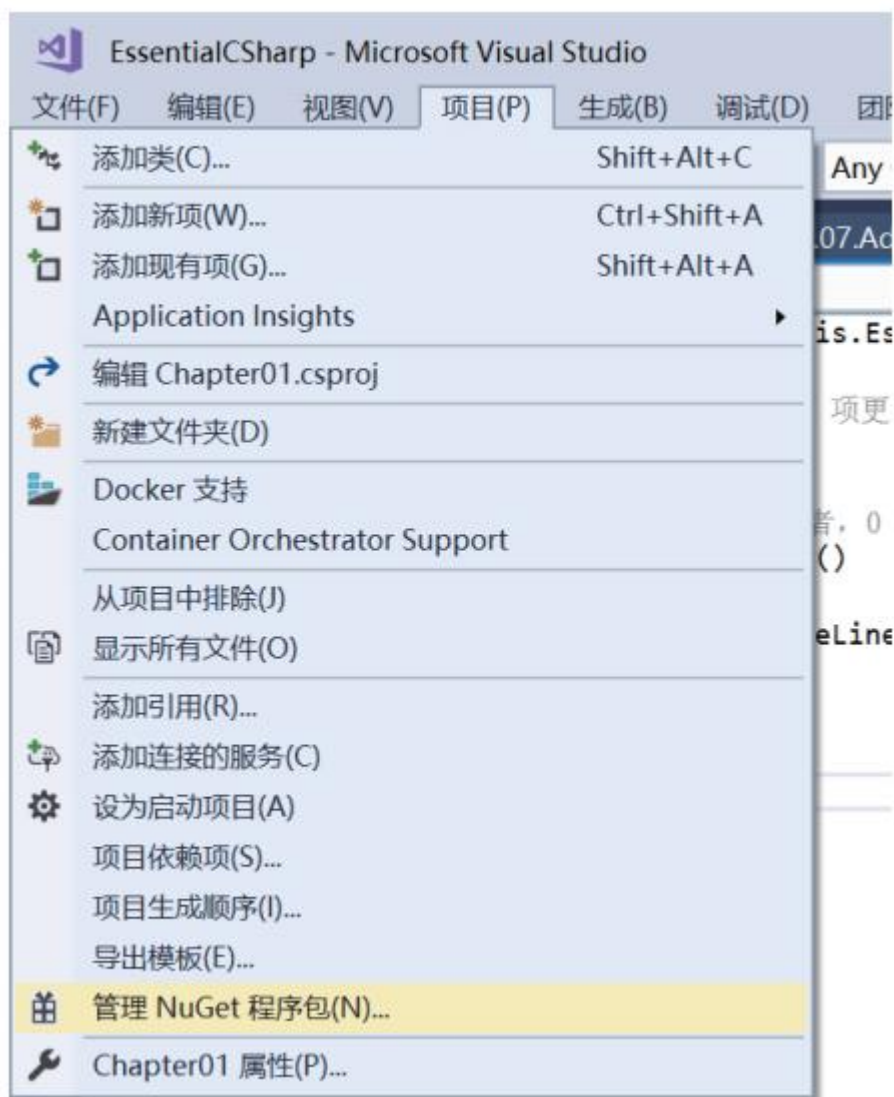 EssentialCSharp - Microsoft Visual Studio
文件(F) 编辑(E) 视图(V) 项目(P) 生成(B) 调试(D)
添加类(C)... Shift+Alt+C
Any
添加新项(W)... Ctrl+Shift+A
.07.Ad
添加现有项(G)... Shift+Alt+A
Application Insights
is.Es
编辑 Chapter01.csproj
项更
新建文件夹(D)
Docker 支持
者，0
Container Orchestrator Support
()
从项目中排除(J)
显示所有文件(O)
eLine
添加引用(R)...
添加连接的服务(C)
设为启动项目(A)
项目依赖项(S)...
项目生成顺序(I)...
导出模板(E)...
管理 NuGet 程序包(N)...
Chapter01 属性(P)...